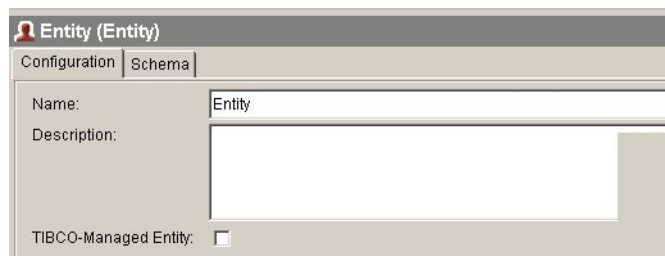 Entity (Entity)
Configuration Schema
Name: Entity
Description:
TIBCO-Managed Entity: